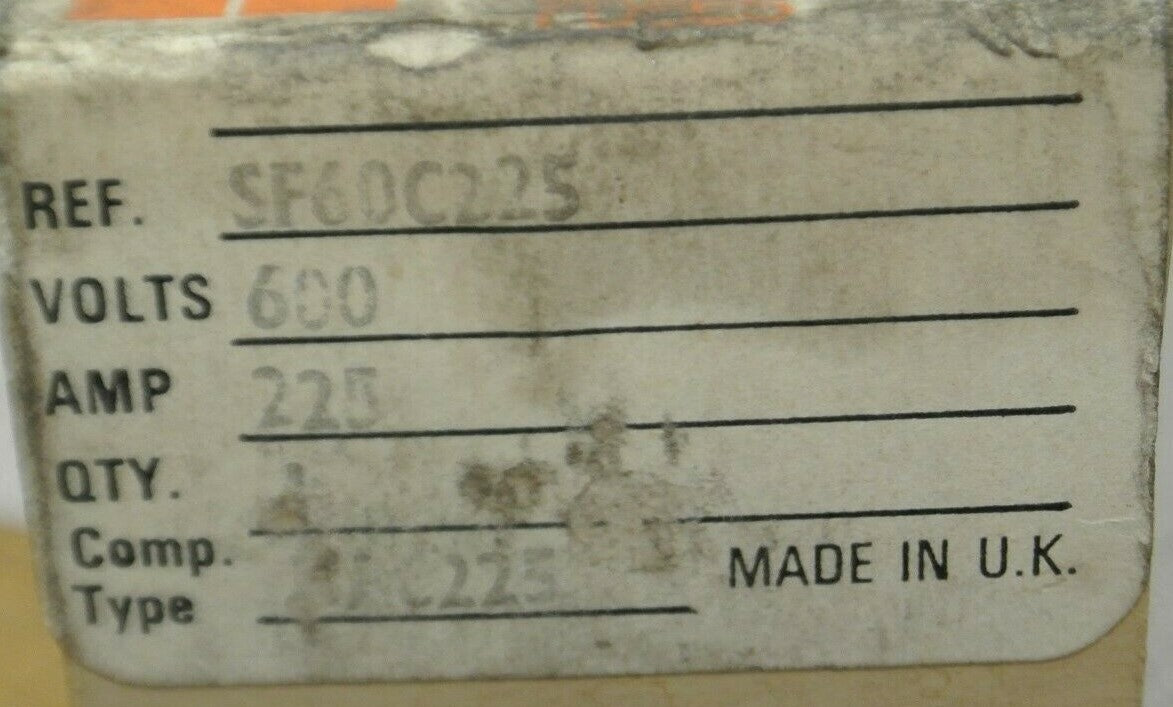 REF. SF60C225
VOLTS 600
AMP 225
QTY.
Comp.
Type
MADE IN U.K.